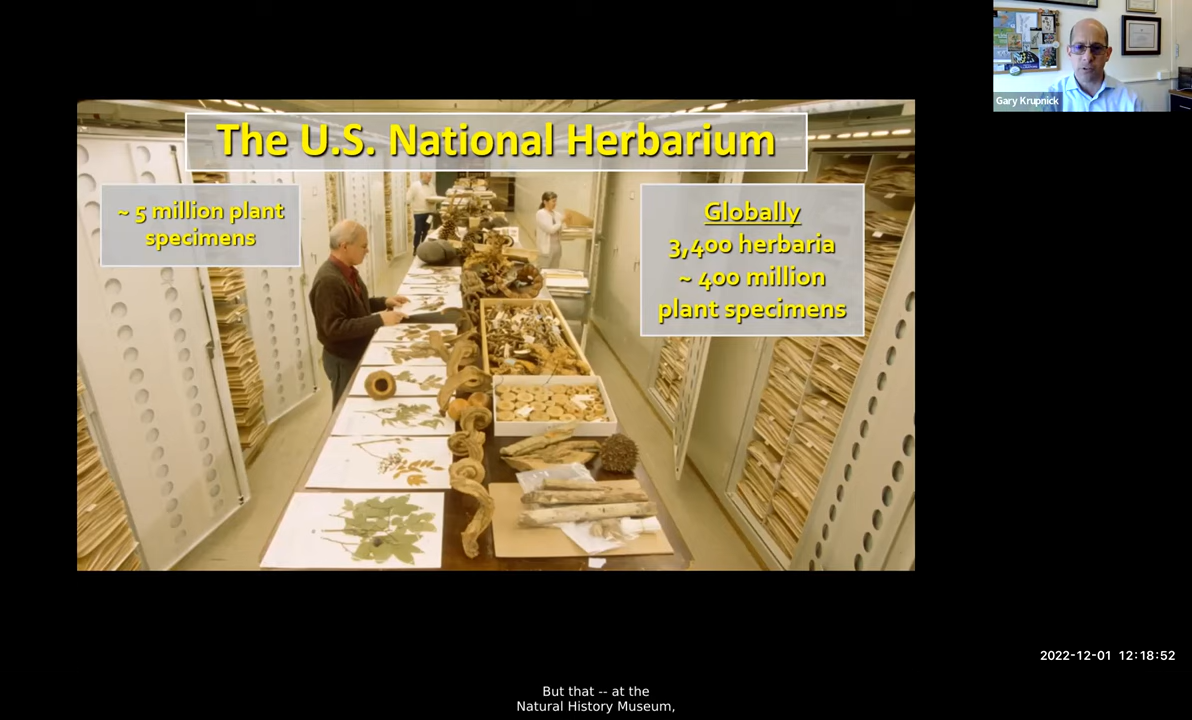 The U.S. National Herbarium
~ 5 million plant
specimens
Globally
3,400 herbaria
~ 400 million
plant specimens
Gary Krupnick
2022-12-01 12:18:52
But that -- at the
Natural History Museum,